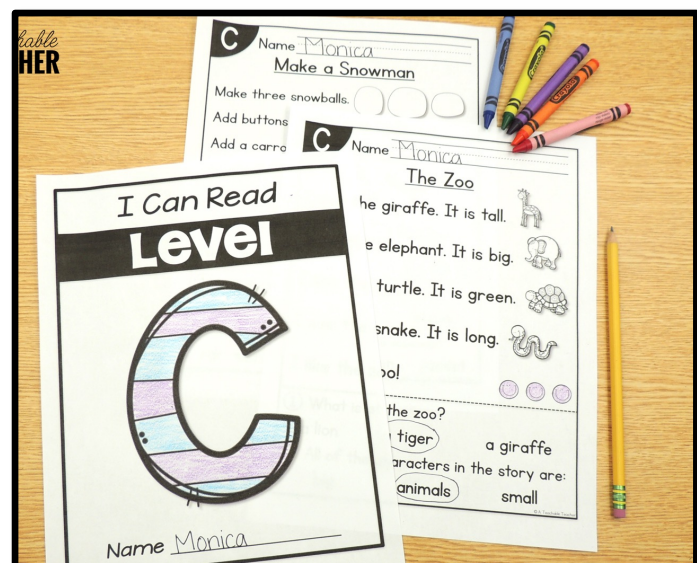 HER
C Name Monica
Make a Snowman
Make three snowballs.
Add buttons
Add a carro
C Name Monica
The Zoo
he giraffe. It is tall.
e elephant. It is big.
turtle. It is green.
snake. It is long.
oo!
the zoo?
tiger a giraffe
aracters in the story are:
animals small
I Can Read
Level
C
Name Monica